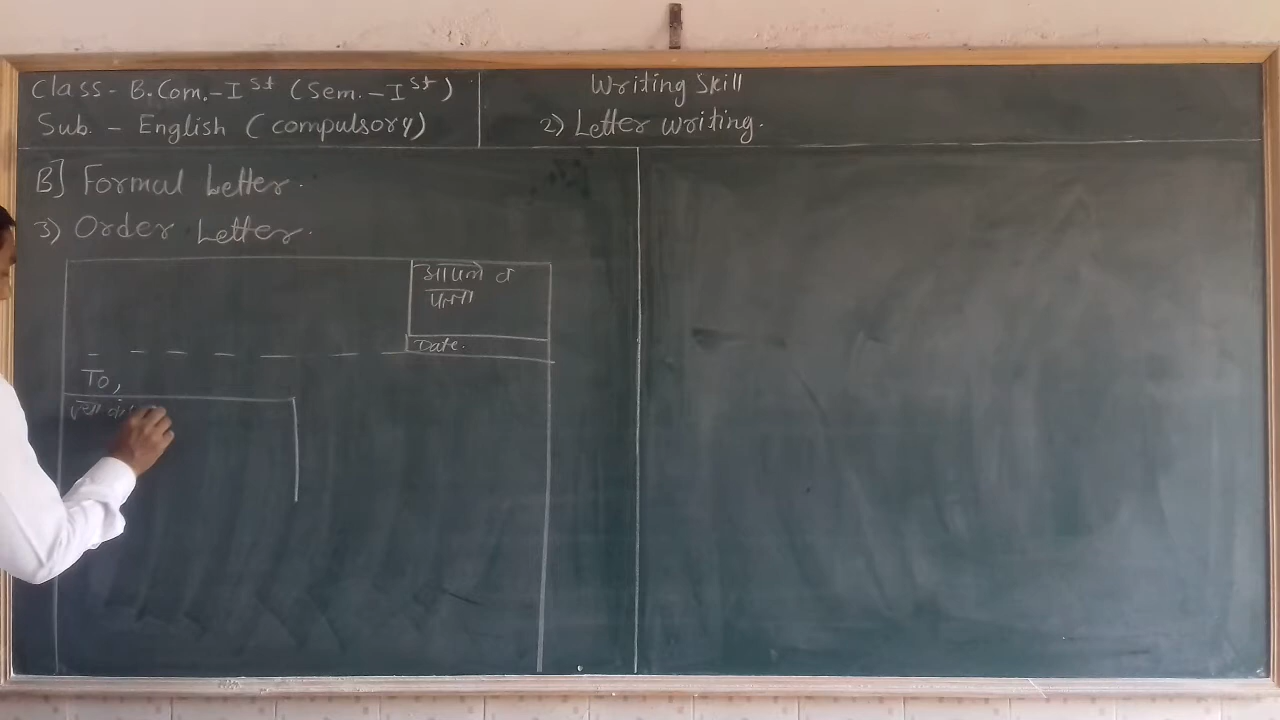 Class - B.Com.-Ist (Sem.-Ist)
Sub. - English (compulsory)
Writing Skill
2) Letter writing.
B] Formal Letter.
3) Order Letter.
आपले व
पत्ता
Date.
To,